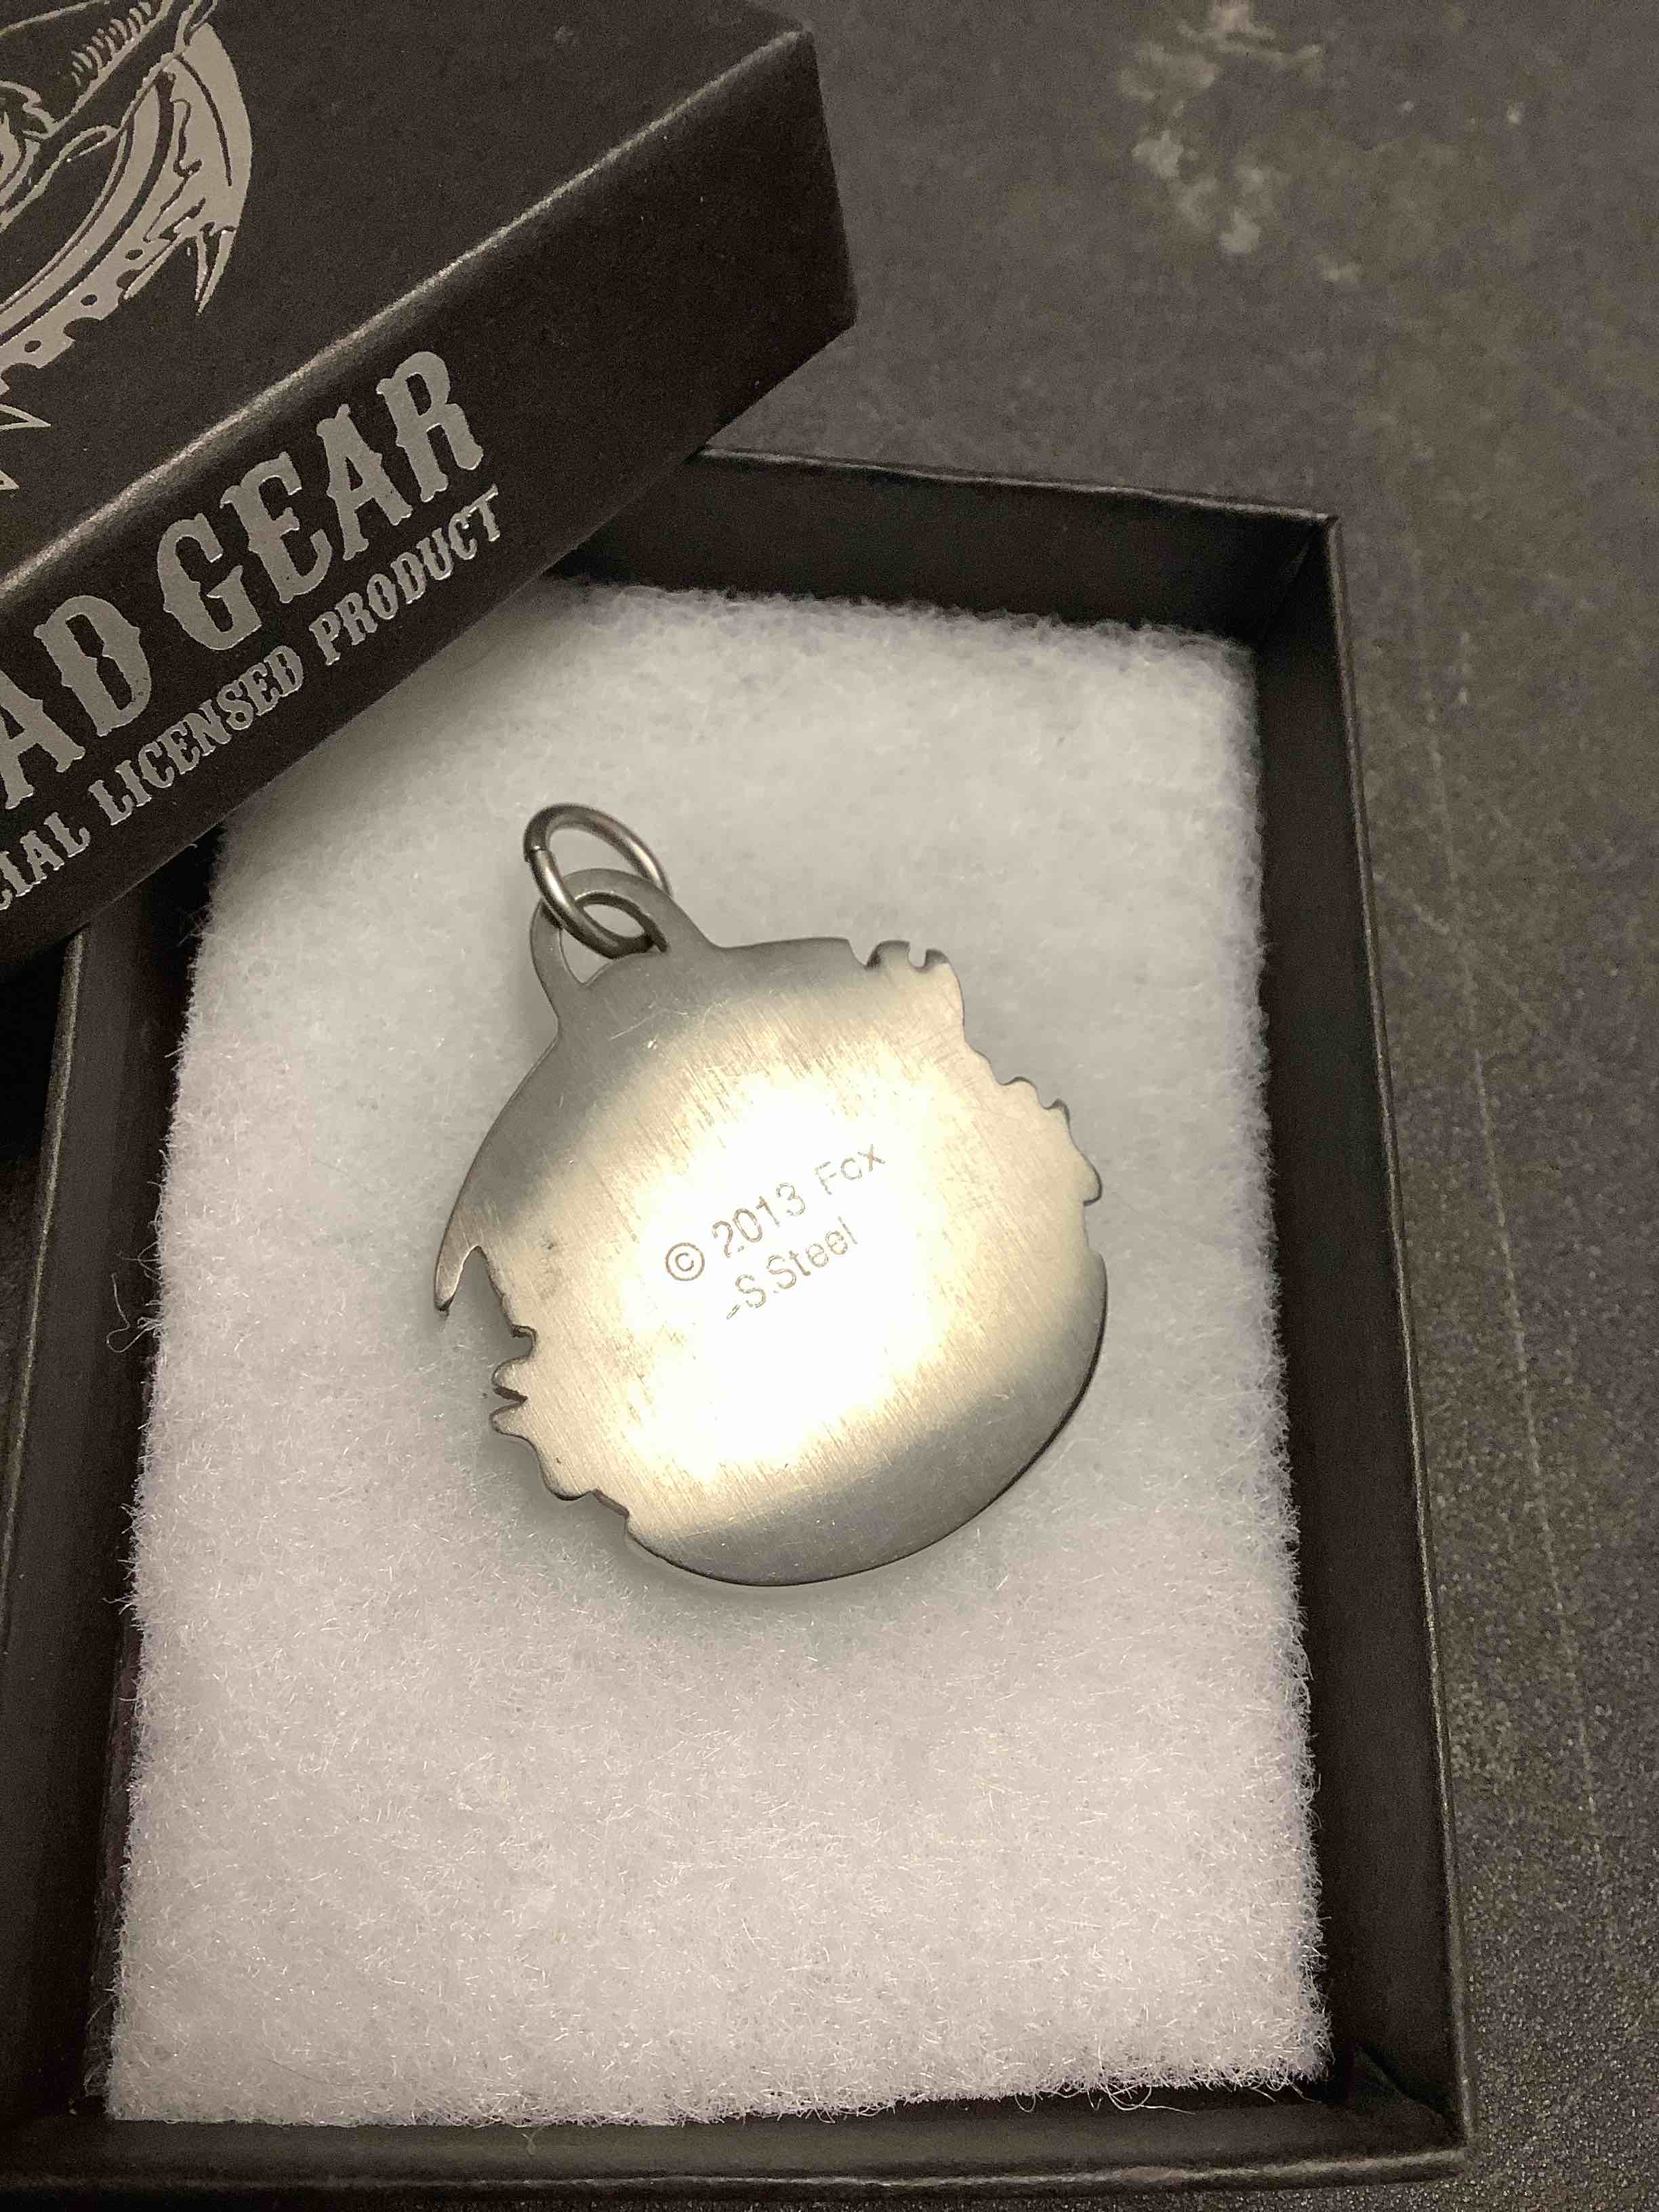 AD GEAR
CIAL LICENSED PRODUCT
© 2013 Fox
-S.Steel